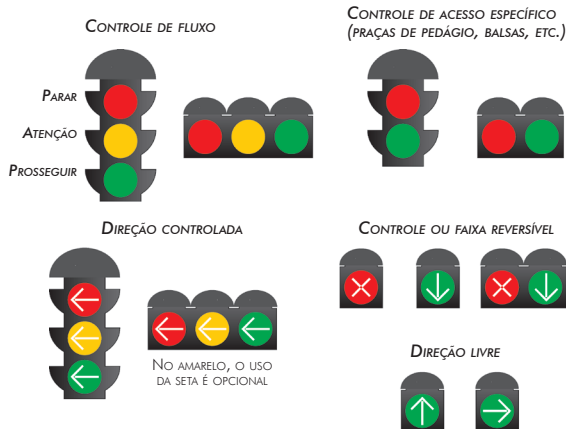 CONTROLE DE FLUXO
CONTROLE DE ACESSO ESPECÍFICO
(PRAÇAS DE PEDÁGIO, BALSAS, ETC.)
PARAR
ATENÇÃO
PROSSEGUIR
DIREÇÃO CONTROLADA
CONTROLE OU FAIXA REVERSÍVEL
NO AMARELO, O USO
DA SETA É OPCIONAL
DIREÇÃO LIVRE